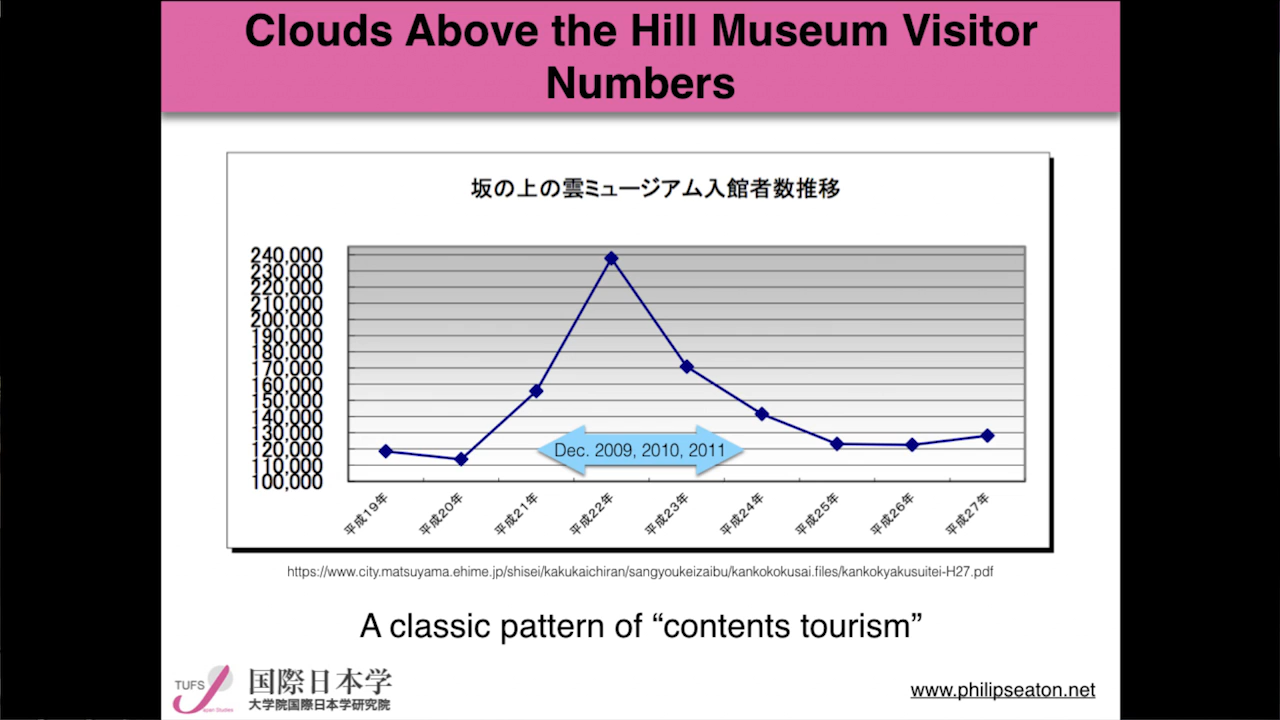 Clouds Above the Hill Museum Visitor
Numbers
坂の上の雲ミュージアム入館者数推移
240,000
230,000
220,000
210,000
200,000
190,000
180,000
170,000
160,000
150,000
140,000
130,000
120,000
110,000
100,000
Dec. 2009, 2010, 2011
平成19年
平成20年
平成21年
平成22年
平成23年
平成24年
平成25年
平成26年
平成27年
https://www.city.matsuyama.ehime.jp/shisei/kakukaichiran/sangyoukeizaibu/kankokokusai.files/kankokyakusuitei-H27.pdf
A classic pattern of “contents tourism”
TUFS
Japan Studies
国際日本学
大学院国際日本学研究院
www.philipseaton.net